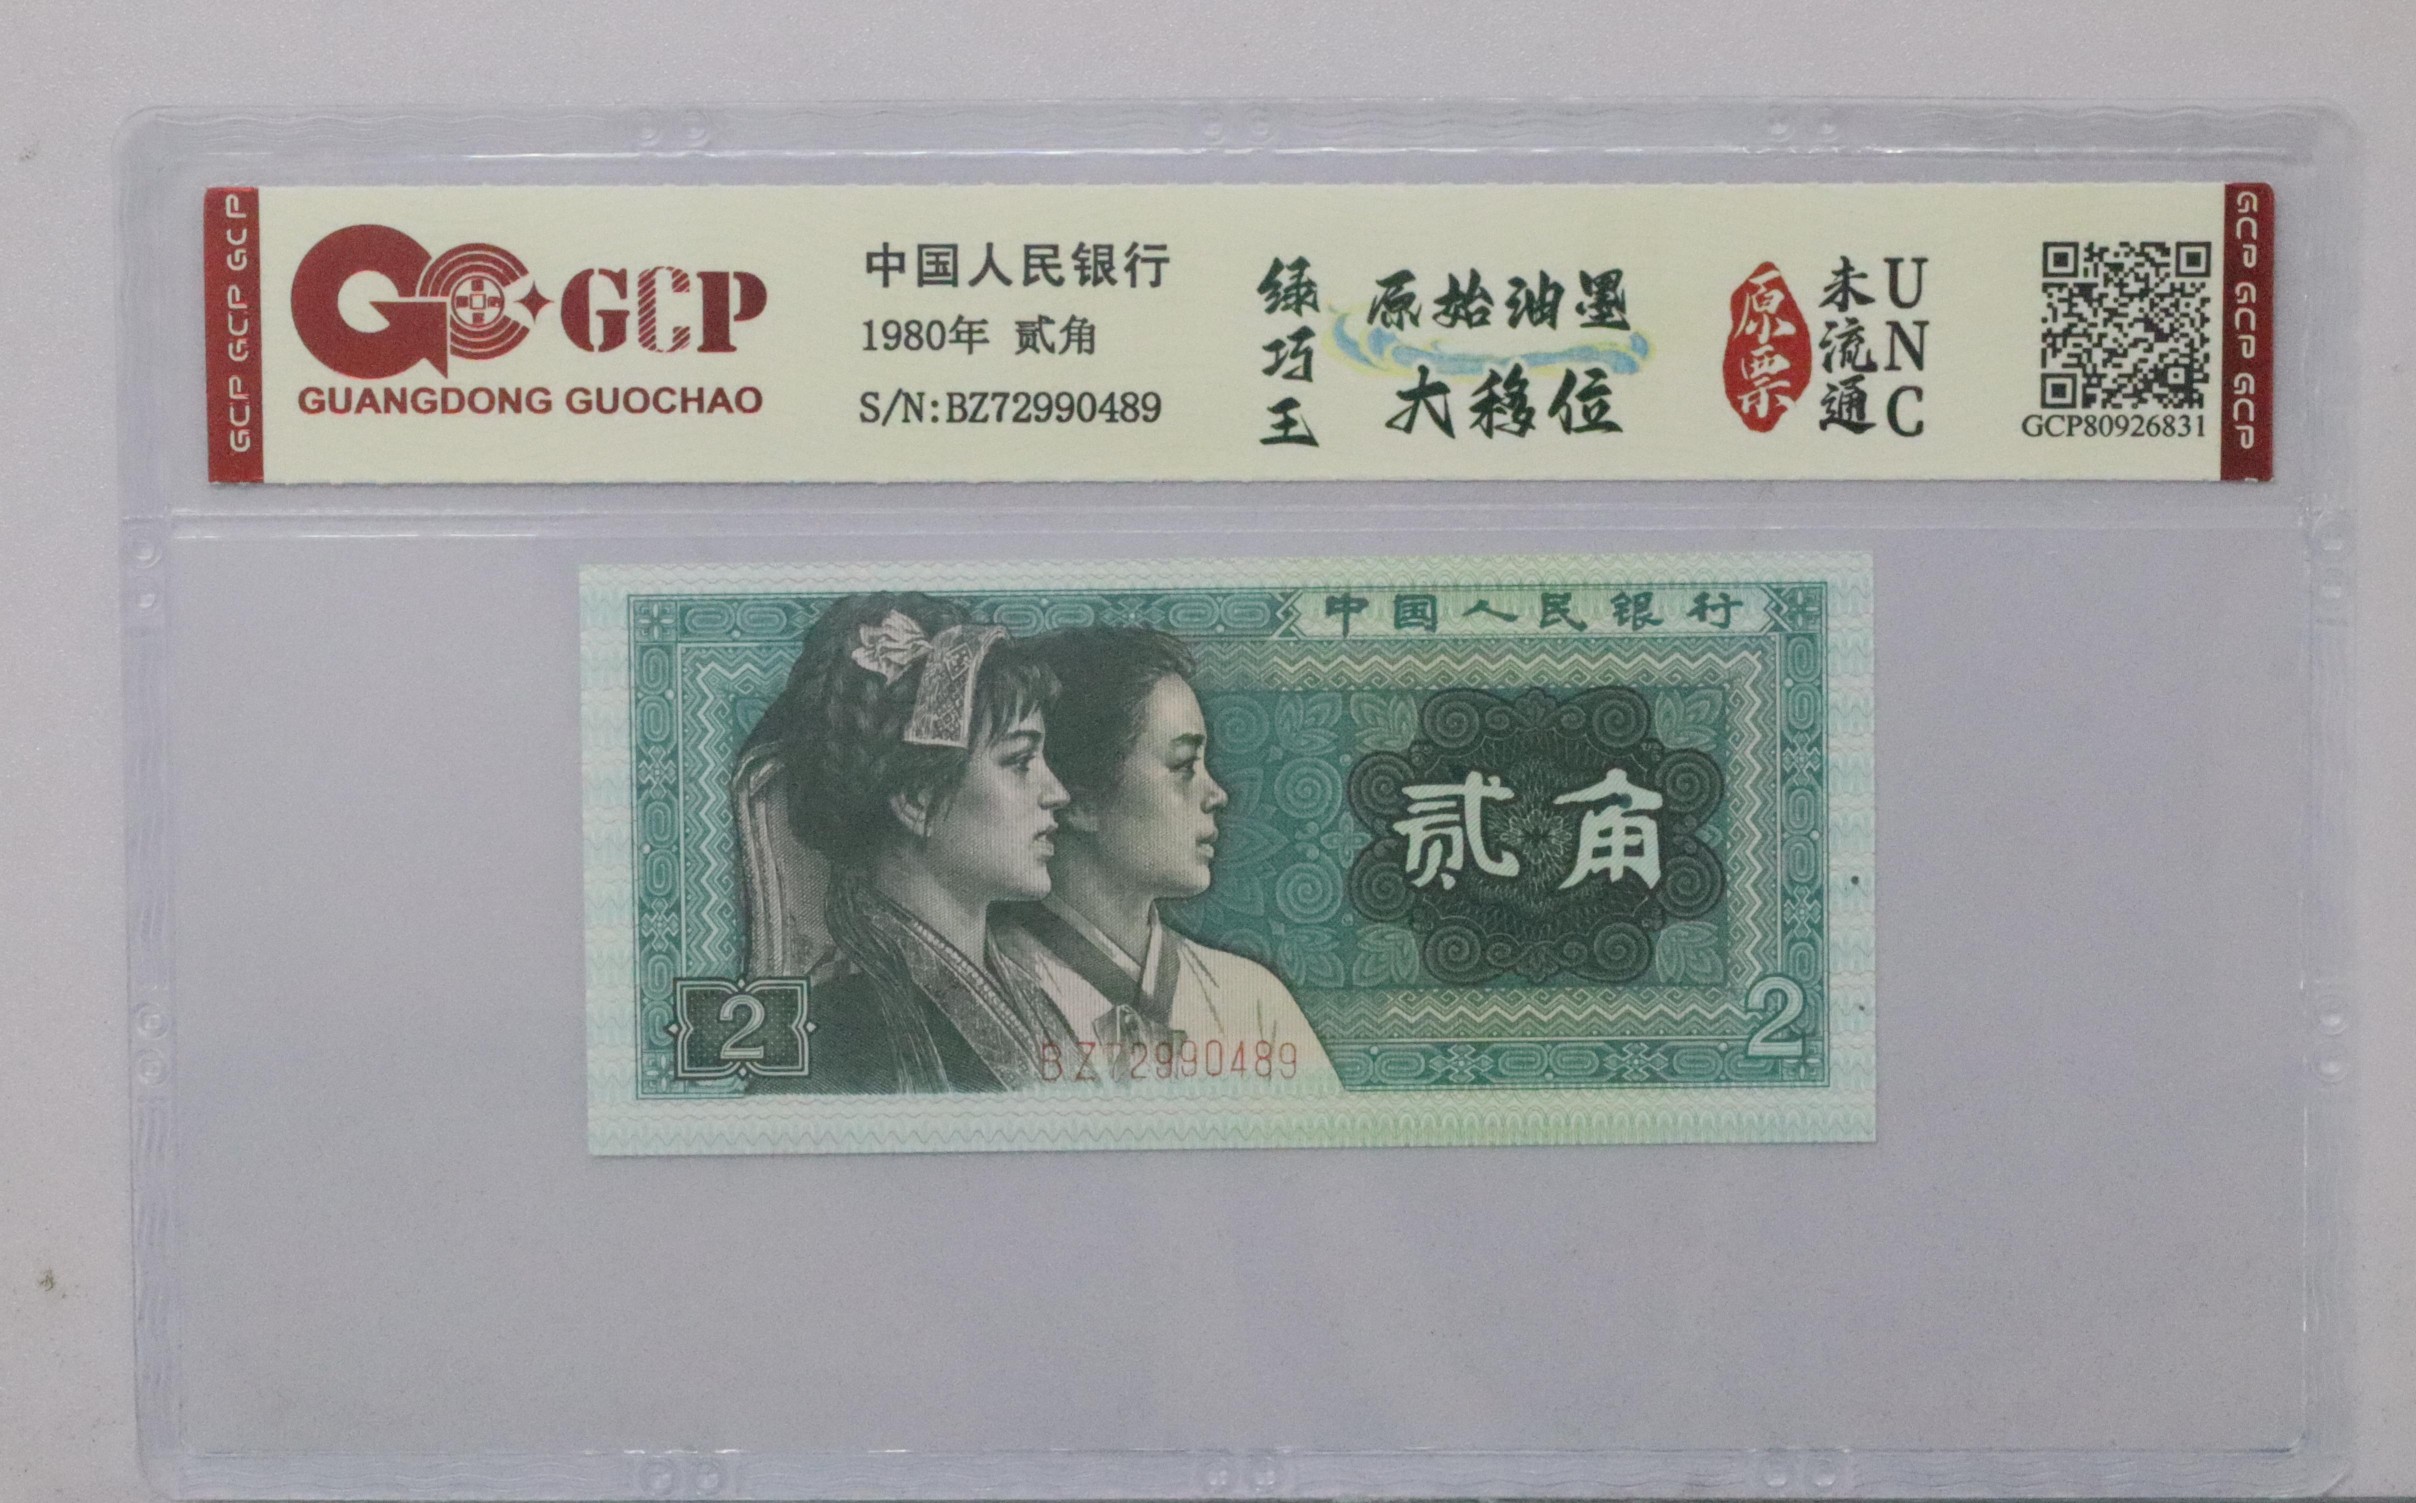 GCP GCP GCP
GCP
GUANGDONG GUOCHAO
中国人民银行
1980年 贰角
S/N:BZ72990489
绿巧王
原始油墨
大移位
原票
未流通
UNC
GCP80926831
GCP GCP GCP
中国人民银行
贰角
2
2
BZ72990489